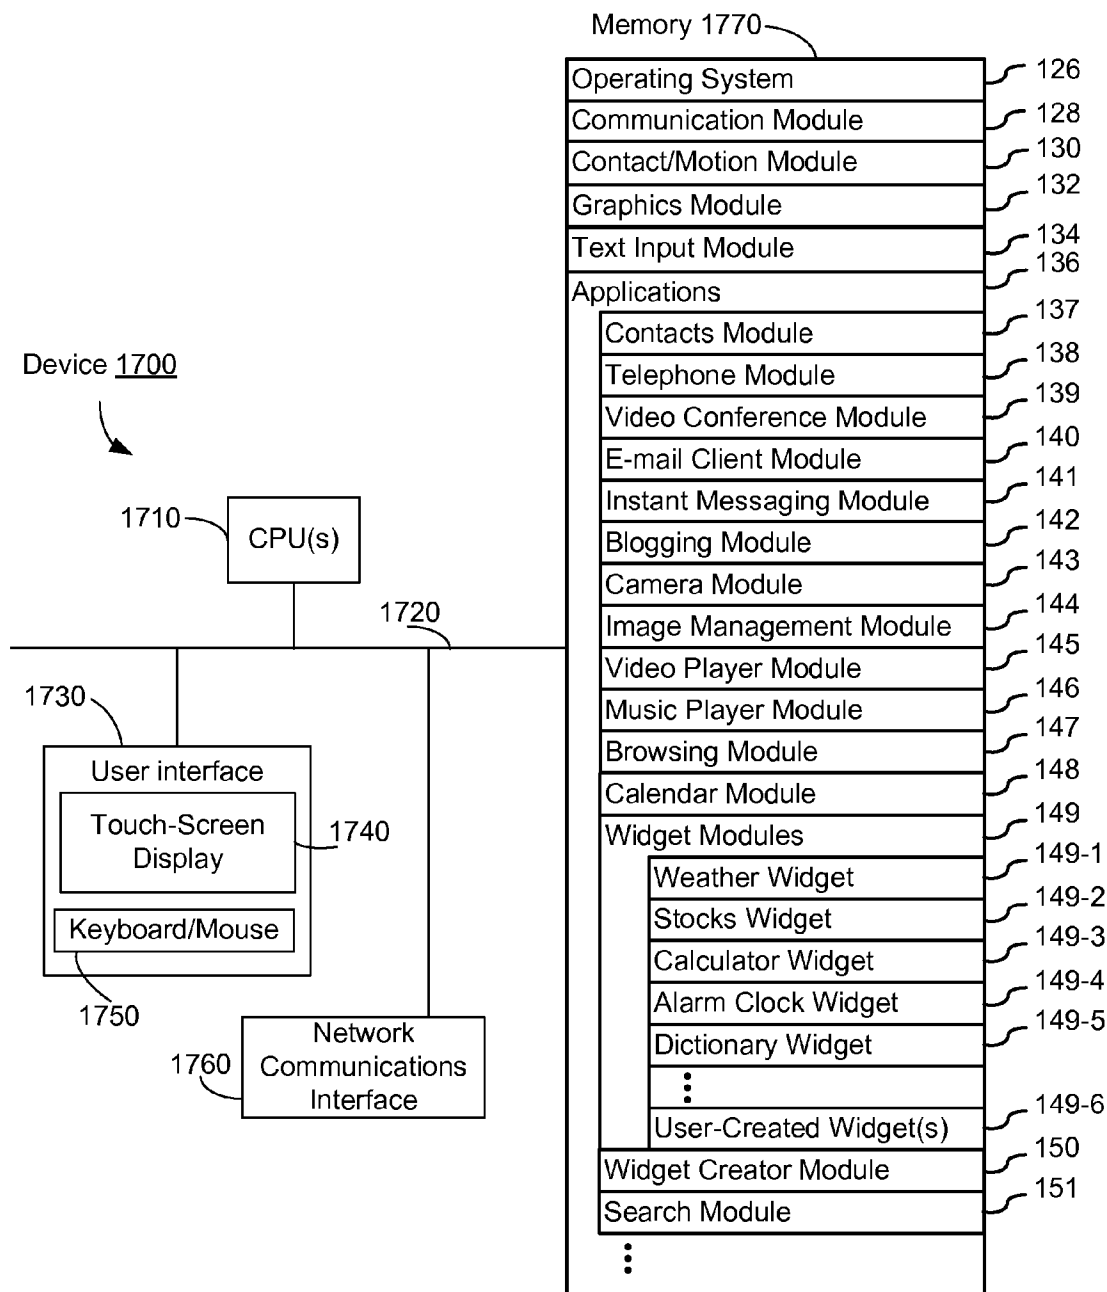 Memory 1770
Operating System 126
Communication Module 128
Contact/Motion Module 130
Graphics Module 132
Text Input Module 134
Applications 136
Contacts Module 137
Telephone Module 138
Video Conference Module 139
E-mail Client Module 140
Instant Messaging Module 141
Blogging Module 142
Camera Module 143
Image Management Module 144
Video Player Module 145
Music Player Module 146
Browsing Module 147
Calendar Module 148
Widget Modules 149
Weather Widget 149-1
Stocks Widget 149-2
Calculator Widget 149-3
Alarm Clock Widget 149-4
Dictionary Widget 149-5
User-Created Widget(s) 149-6
Widget Creator Module 150
Search Module 151
Device 1700
1710
CPU(s)
1720
1730
User interface
Touch-Screen
Display
1740
Keyboard/Mouse
1750
1760
Network
Communications
Interface